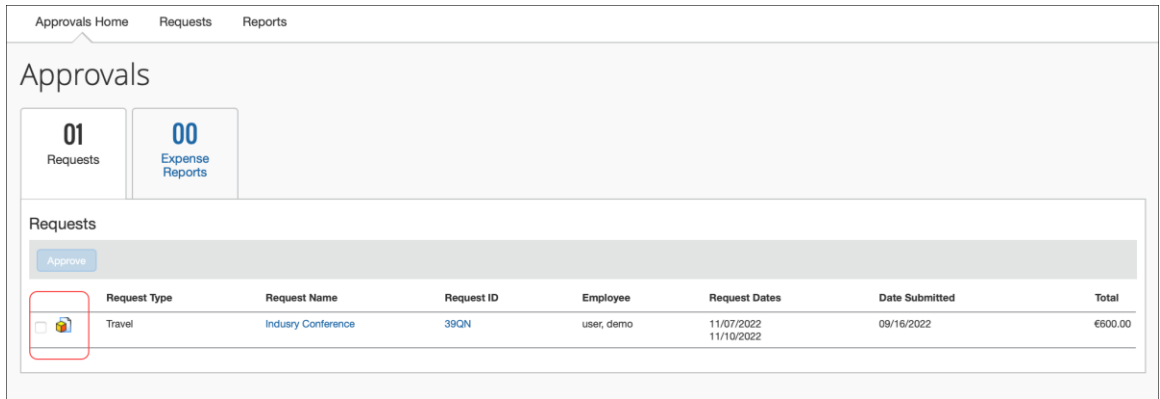 Approvals Home Requests Reports
Approvals
01 00
Requests Expense
Reports
Requests
Approve
Request Type Request Name Request ID Employee Request Dates Date Submitted Total
Travel Indusry Conference 39QN user, demo 11/07/2022 09/16/2022 €600.00
11/10/2022